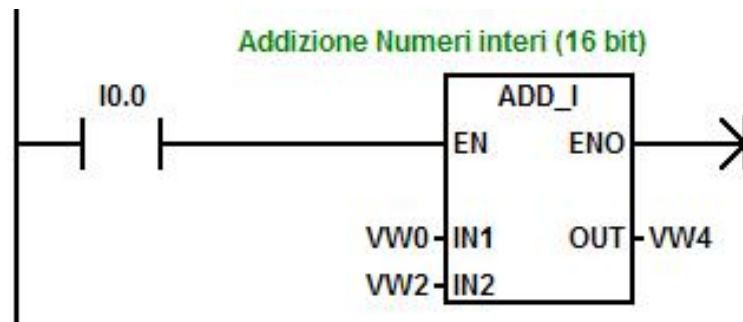 Addizione Numeri interi (16 bit)
I0.0
ADD_I
EN ENO
VW0 IN1 OUT VW4
VW2 IN2